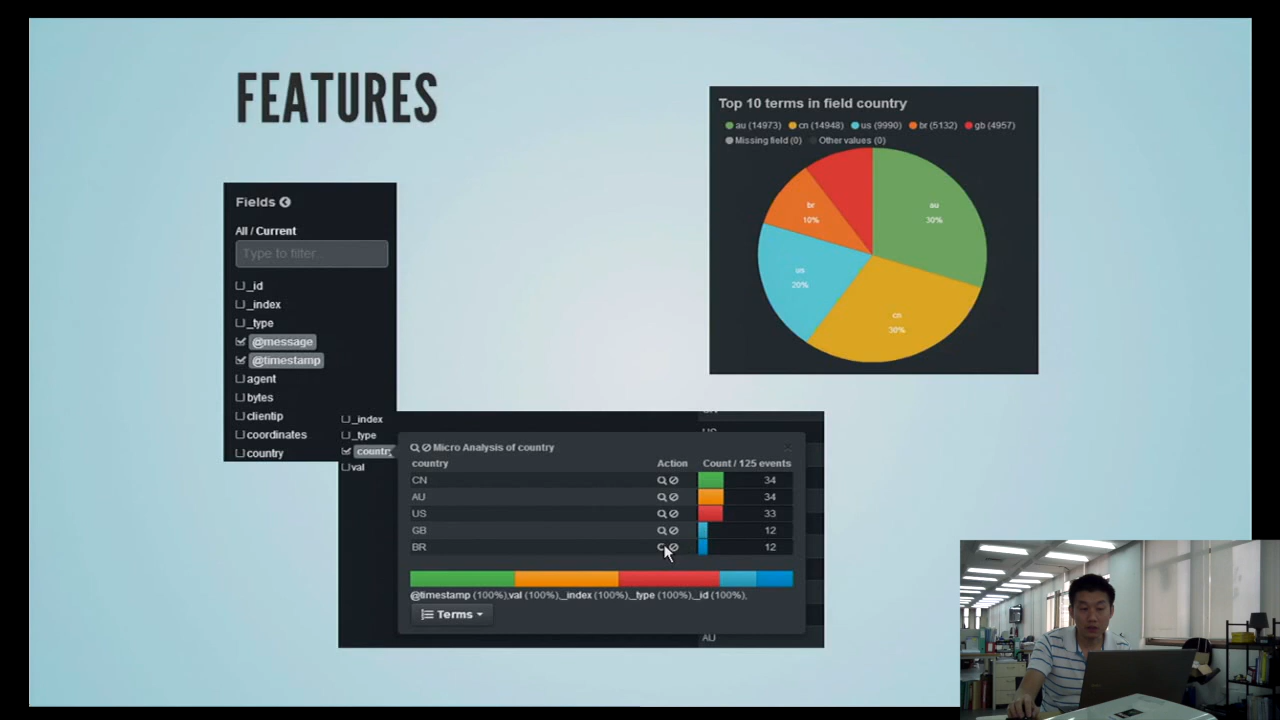 FEATURES
Top 10 terms in field country
au (14973) cn (14948) us (9990) br (5132) gb (4957)
Missing field (0) Other values (0)
au
30%
br
10%
us
20%
cn
30%
Fields
All / Current
Type to filter..
_id
_index
_type
@message
@timestamp
agent
bytes
clientip
coordinates
country
_index
_type
country
val
Micro Analysis of country
country Action Count / 125 events
CN 34
AU 34
US 33
GB 12
BR 12
@timestamp (100%),val (100%),_index (100%),_type (100%),_id (100%),
Terms
AU